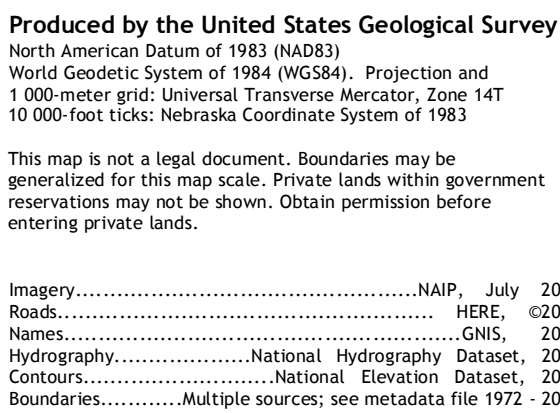 Produced by the United States Geological Survey
North American Datum of 1983 (NAD83)
World Geodetic System of 1984 (WGS84). Projection and
1 000-meter grid: Universal Transverse Mercator, Zone 14T
10 000-foot ticks: Nebraska Coordinate System of 1983
This map is not a legal document. Boundaries may be
generalized for this map scale. Private lands within government
reservations may not be shown. Obtain permission before
entering private lands.
Imagery..........................................NAIP, July 20
Roads............................................... HERE, ©20
Names.................................................GNIS, 20
Hydrography.....................National Hydrography Dataset, 20
Contours............................National Elevation Dataset, 20
Boundaries..........Multiple sources; see metadata file 1972 - 20